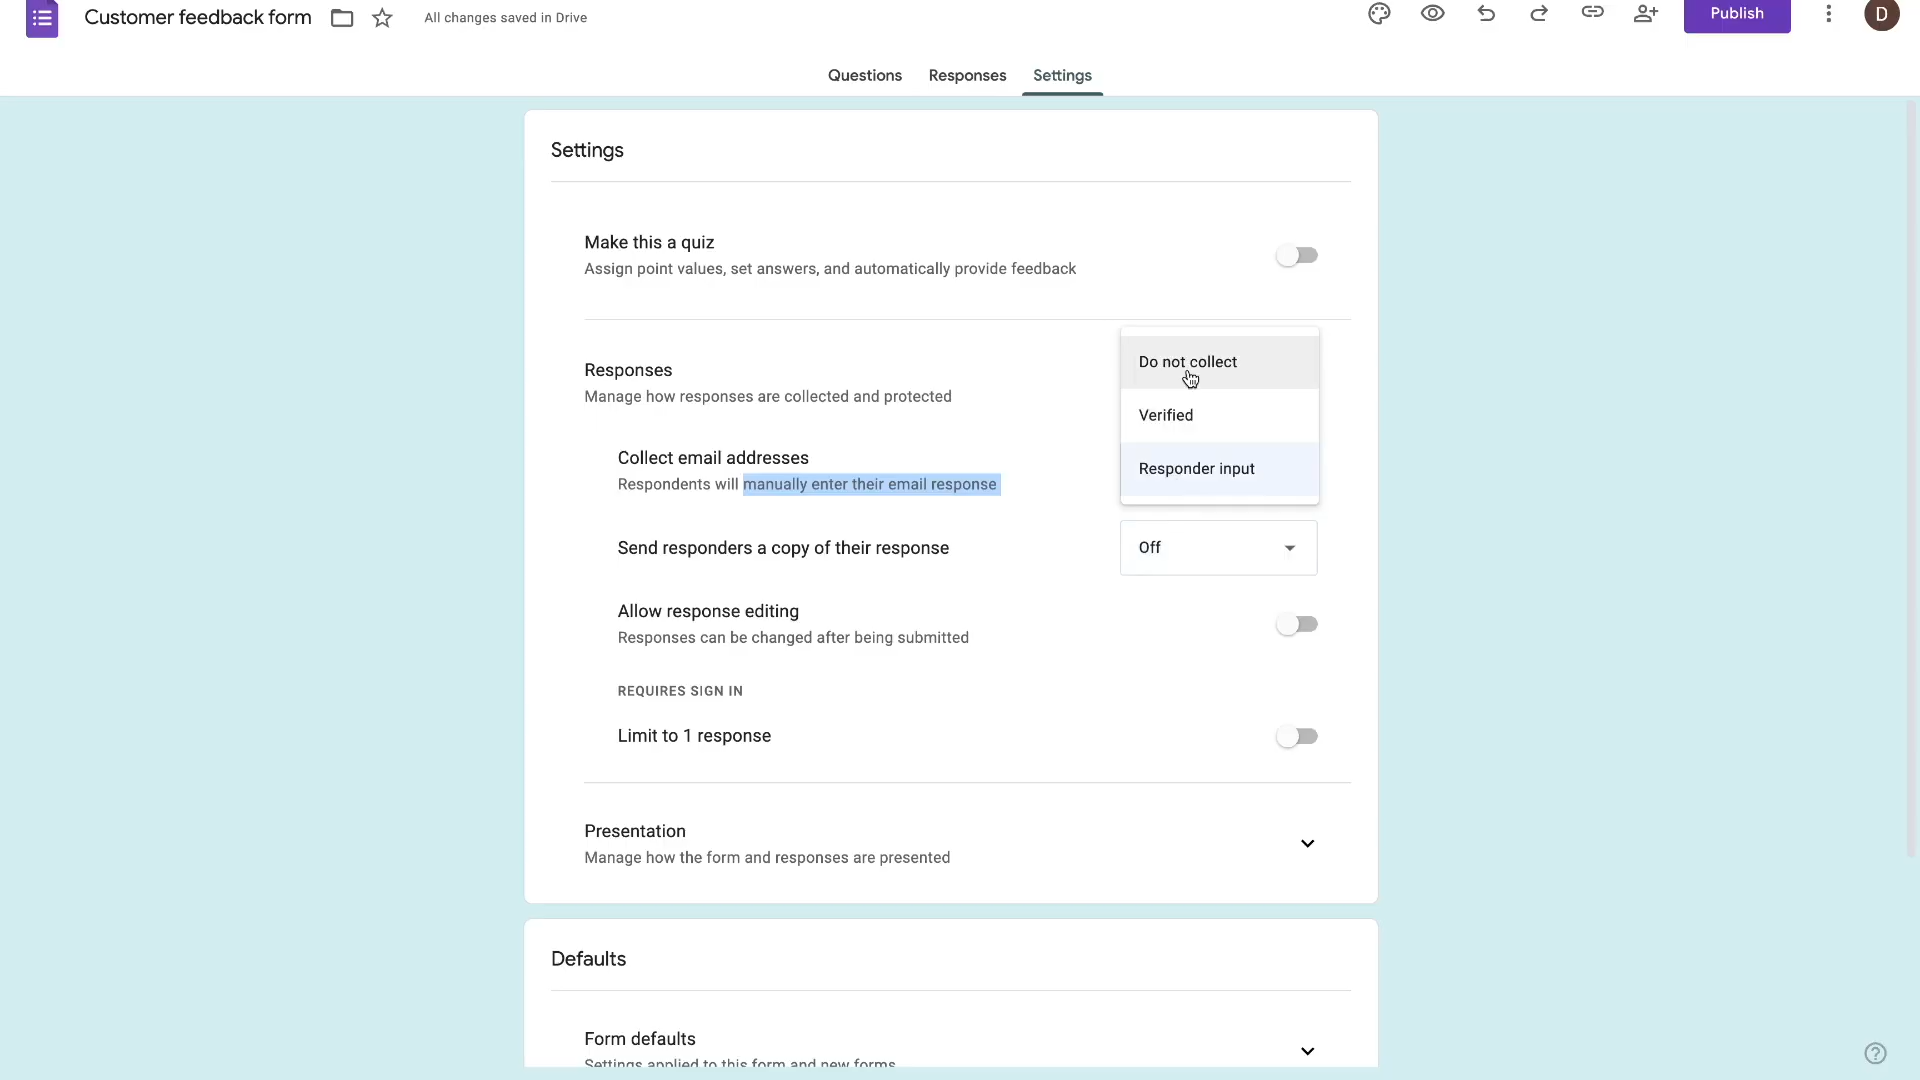 Customer feedback form
All changes saved in Drive
Publish
D
Questions
Responses
Settings
Settings
Make this a quiz
Assign point values, set answers, and automatically provide feedback
Responses
Manage how responses are collected and protected
Do not collect
Verified
Responder input
Collect email addresses
Respondents will manually enter their email response
Send responders a copy of their response
Off
Allow response editing
Responses can be changed after being submitted
REQUIRES SIGN IN
Limit to 1 response
Presentation
Manage how the form and responses are presented
Defaults
Form defaults
Settings applied to this form and new forms